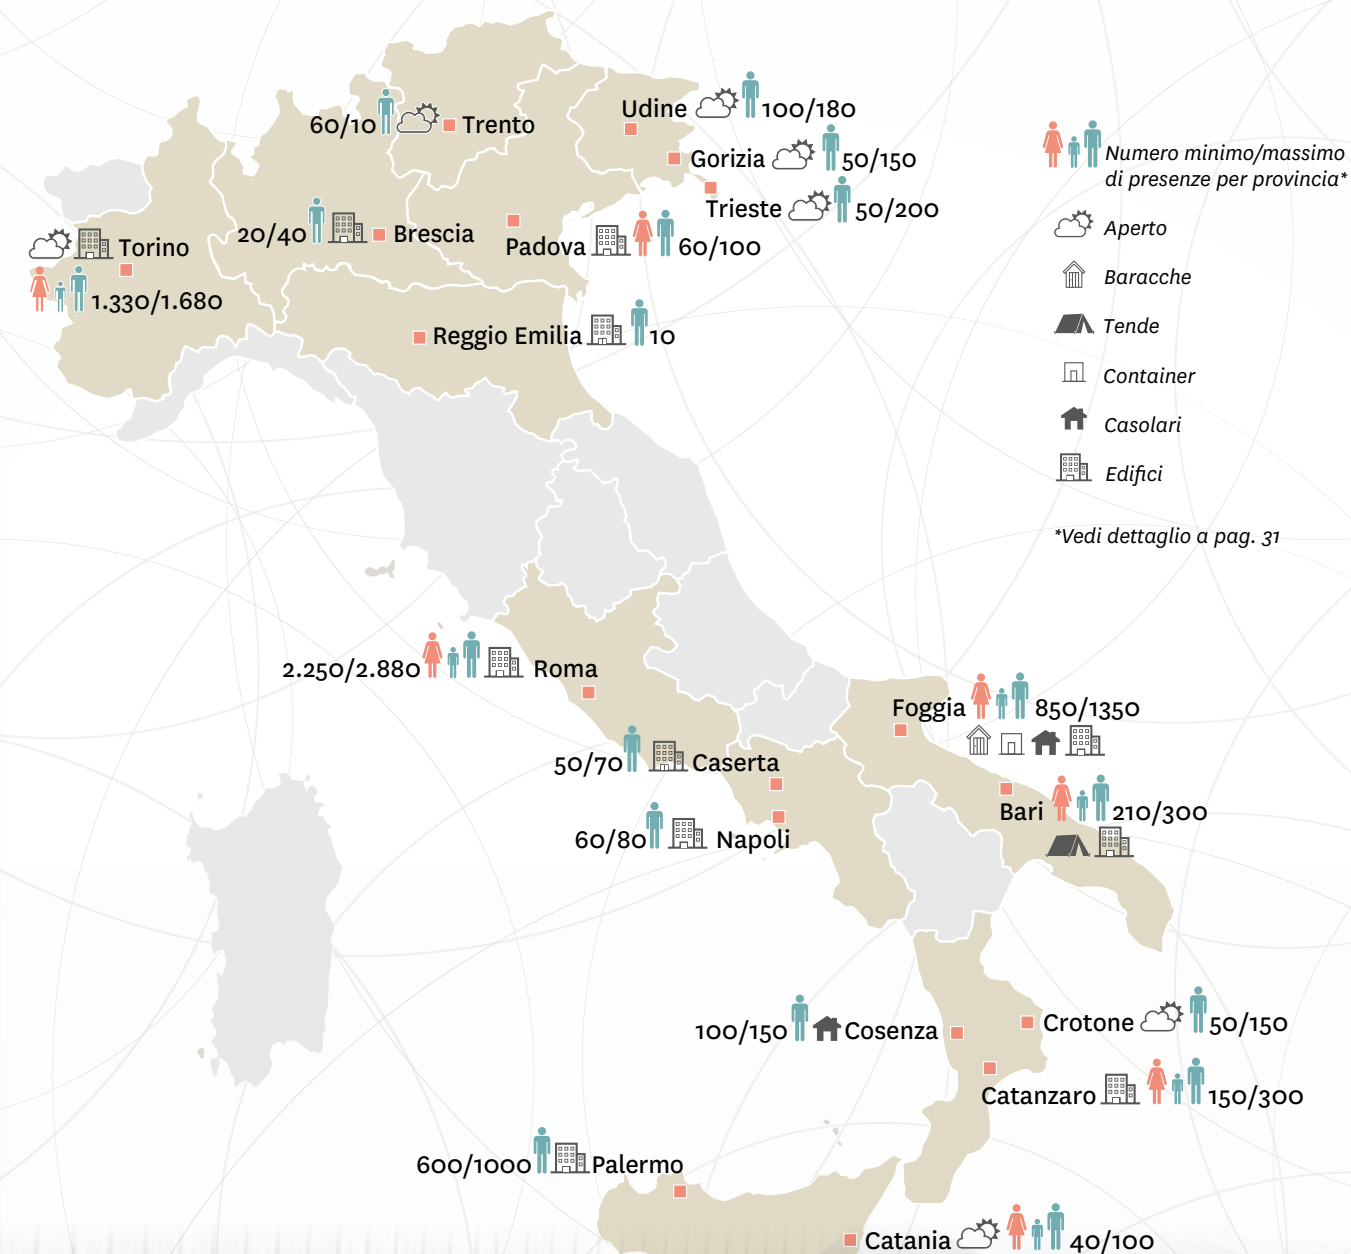 Udine 100/180
60/10 Trento
Gorizia 50/150
Trieste 50/200
20/40 Brescia
Padova 60/100
Torino
1.330/1.680
Reggio Emilia 10
Numero minimo/massimo
di presenze per provincia*
Aperto
Baracche
Tende
Container
Casolari
Edifici
*Vedi dettaglio a pag. 31
2.250/2.880 Roma
Foggia 850/1350
50/70 Caserta
Bari 210/300
60/80 Napoli
100/150 Cosenza
Crotone 50/150
Catanzaro 150/300
600/1000 Palermo
Catania 40/100